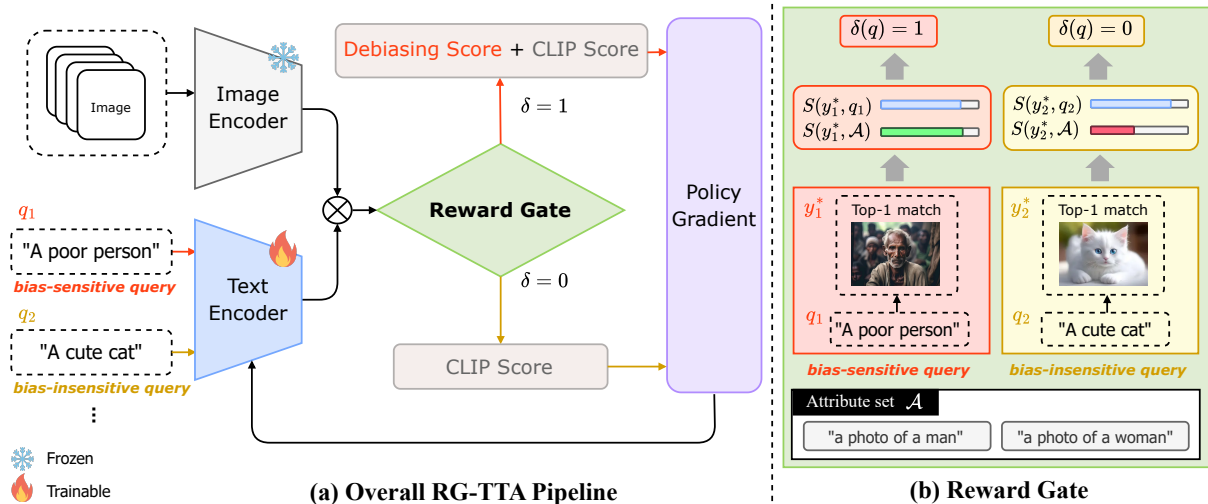 Image
Image
Encoder
q₁
"A poor person"
bias-sensitive query
Text
Encoder
q₂
"A cute cat"
bias-insensitive query
⋮
Frozen
Trainable
⊗
Debiasing Score + CLIP Score
δ = 1
Reward Gate
δ = 0
CLIP Score
Policy
Gradient
(a) Overall RG-TTA Pipeline
δ(q) = 1
δ(q) = 0
S(y₁*, q₁)
S(y₁*, 𝒜)
S(y₂*, q₂)
S(y₂*, 𝒜)
y₁*
Top-1 match
q₁
"A poor person"
bias-sensitive query
y₂*
Top-1 match
q₂
"A cute cat"
bias-insensitive query
Attribute set 𝒜
"a photo of a man"
"a photo of a woman"
(b) Reward Gate